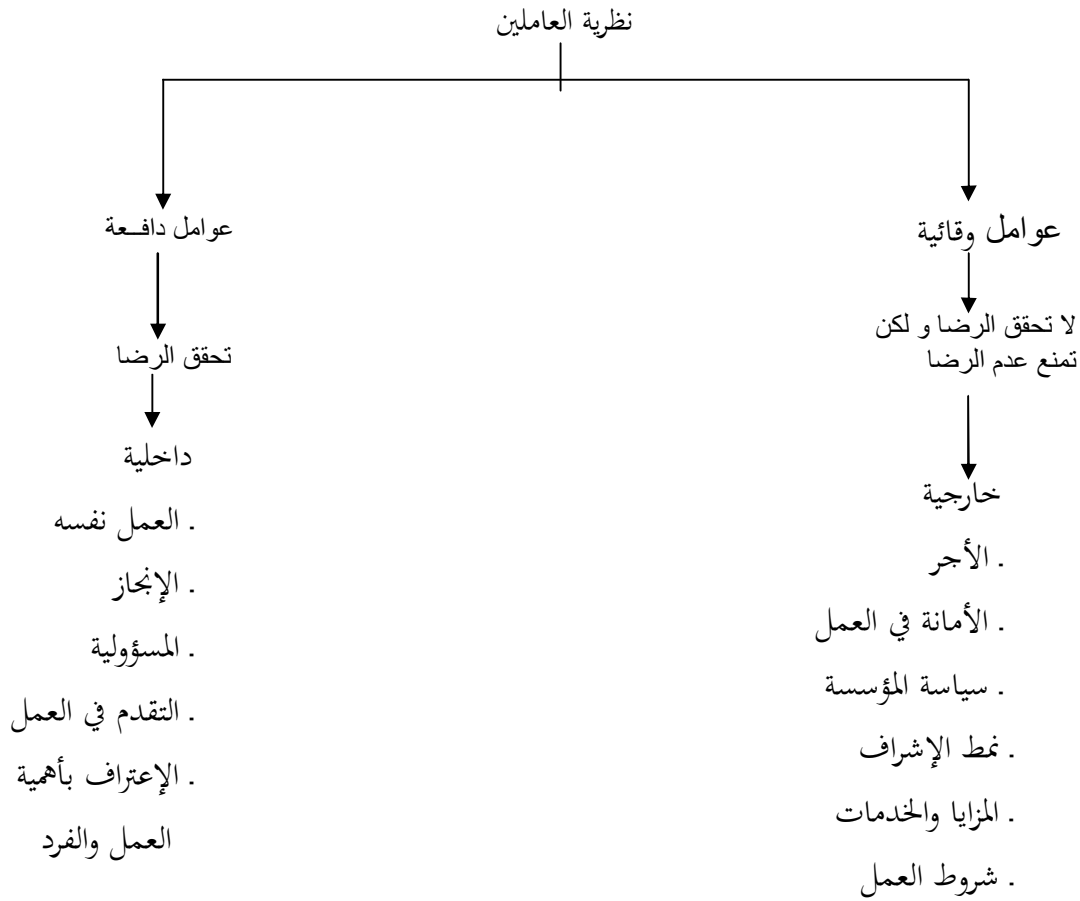 نظرية العاملين
عوامل وقائية
لا تحقق الرضا و لكن
تمنع عدم الرضا
خارجية
. الأجر
. الأمانة في العمل
. سياسة المؤسسة
. نمط الإشراف
. المزايا والخدمات
. شروط العمل
عوامل دافــعة
تحقق الرضا
داخلية
. العمل نفسه
. الإنجاز
. المسؤولية
. التقدم في العمل
. الإعتراف بأهمية
العمل والفرد